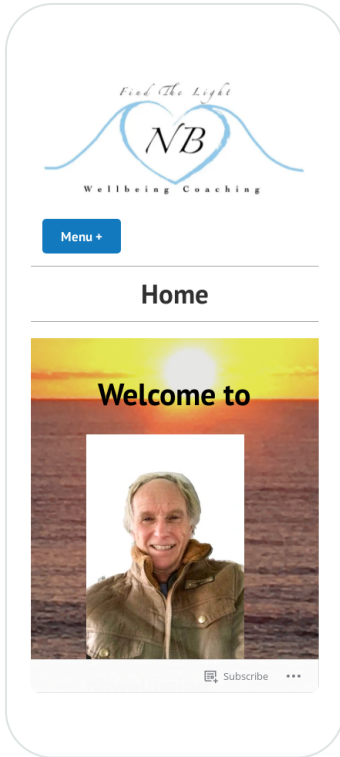 Find The Light
NB
Wellbeing Coaching
Menu +
Home
Welcome to
Subscribe